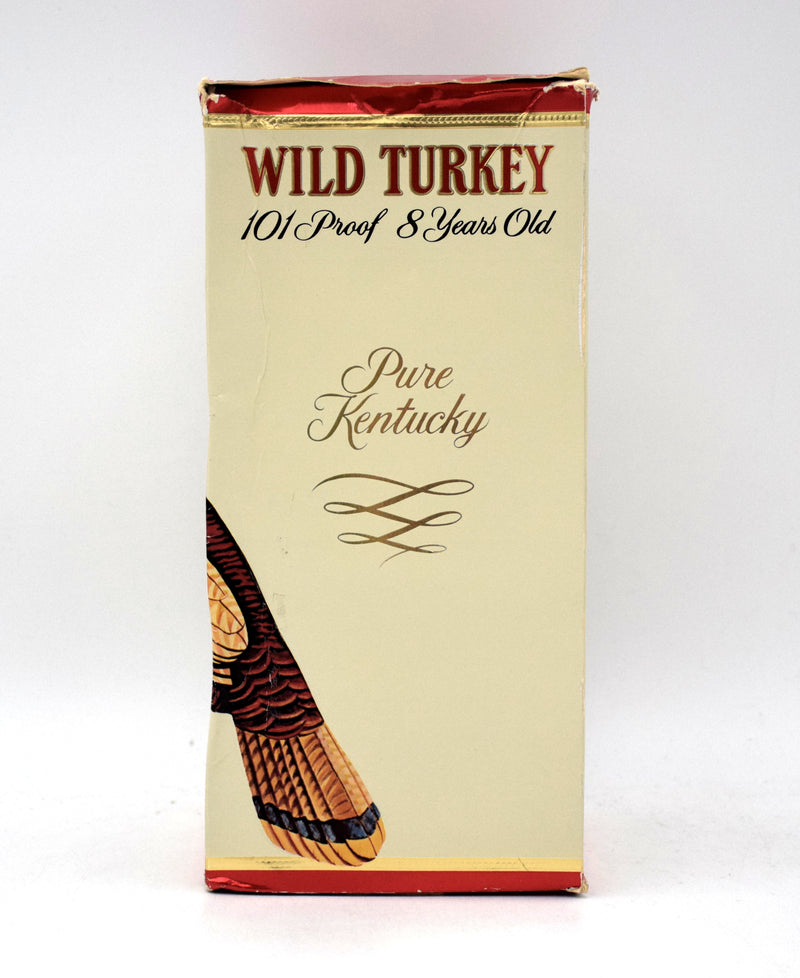 WILD TURKEY
101 Proof 8 Years Old
Pure
Kentucky